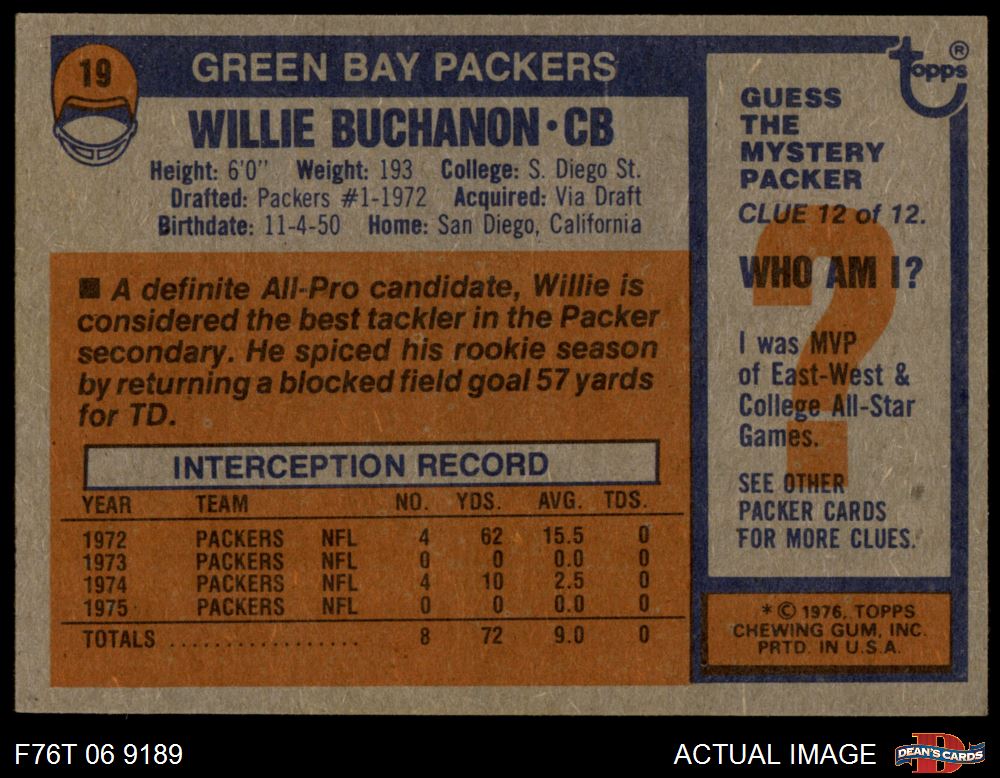 19
GREEN BAY PACKERS
WILLIE BUCHANON • CB
Height: 6'0" Weight: 193 College: S. Diego St.
Drafted: Packers #1-1972 Acquired: Via Draft
Birthdate: 11-4-50 Home: San Diego, California
■ A definite All-Pro candidate, Willie is
considered the best tackler in the Packer
secondary. He spiced his rookie season
by returning a blocked field goal 57 yards
for TD.
INTERCEPTION RECORD
YEAR TEAM NO. YDS. AVG. TDS.
1972 PACKERS NFL 4 62 15.5 0
1973 PACKERS NFL 0 0 0.0 0
1974 PACKERS NFL 4 10 2.5 0
1975 PACKERS NFL 0 0 0.0 0
TOTALS .................. 8 72 9.0 0
topps®
GUESS
THE
MYSTERY
PACKER
CLUE 12 of 12.
?
WHO AM I?
I was MVP
of East-West &
College All-Star
Games.
SEE OTHER
PACKER CARDS
FOR MORE CLUES.
* © 1976, TOPPS
CHEWING GUM, INC.
PRTD. IN U.S.A.
F76T 06 9189
ACTUAL IMAGE
D
DEAN'S CARDS